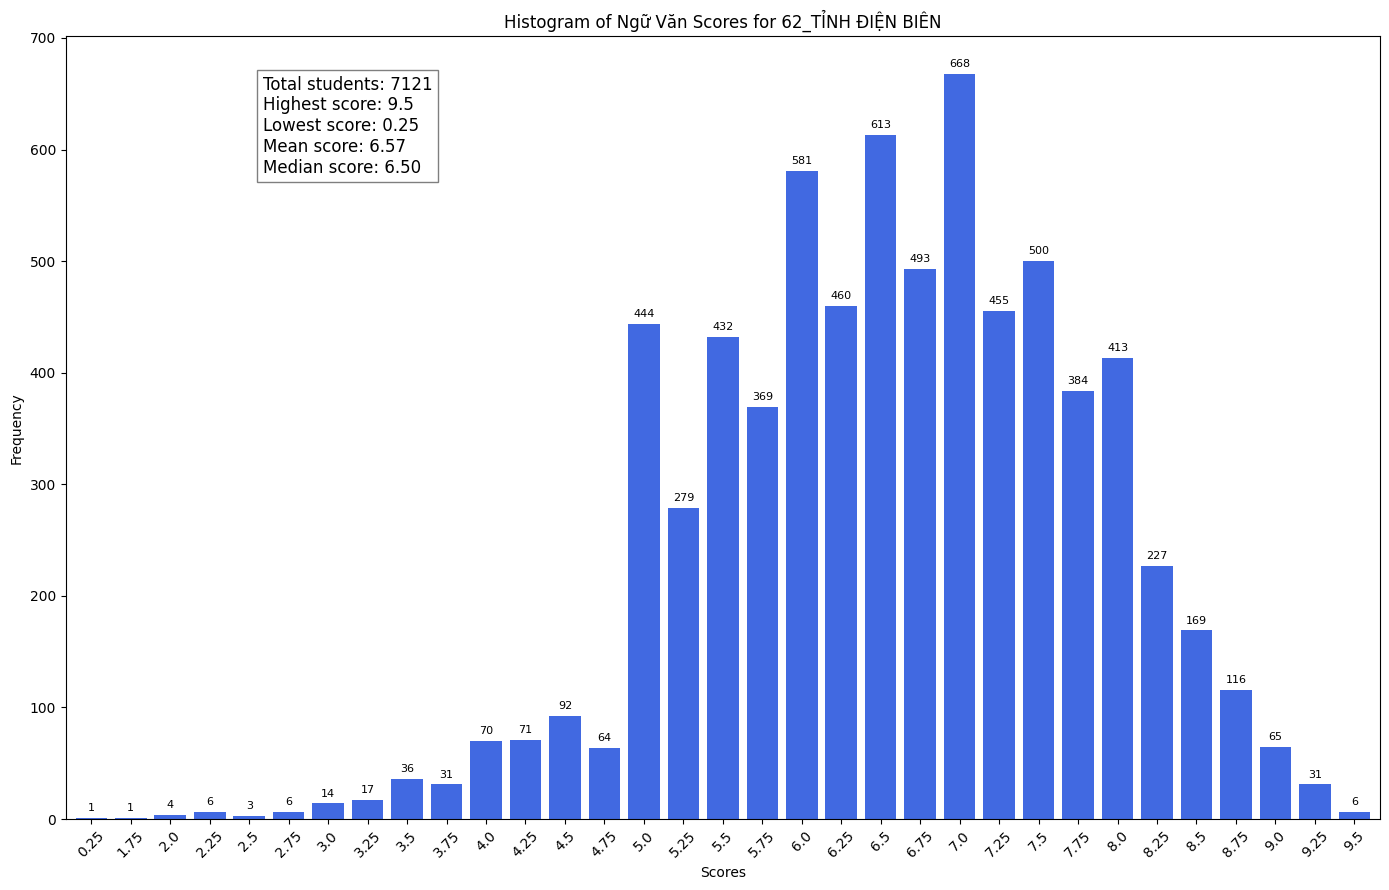 Histogram of Ngữ Văn Scores for 62_TỈNH ĐIỆN BIÊN
Total students: 7121
Highest score: 9.5
Lowest score: 0.25
Mean score: 6.57
Median score: 6.50
Frequency
700
600
500
400
300
200
100
0
1 1 4 6 3 6 14 17 36 31 70 71 92 64 444 279 432 369 581 460 613 493 668 455 500 384 413 227 169 116 65 31 6
0.25 1.75 2.0 2.25 2.5 2.75 3.0 3.25 3.5 3.75 4.0 4.25 4.5 4.75 5.0 5.25 5.5 5.75 6.0 6.25 6.5 6.75 7.0 7.25 7.5 7.75 8.0 8.25 8.5 8.75 9.0 9.25 9.5
Scores